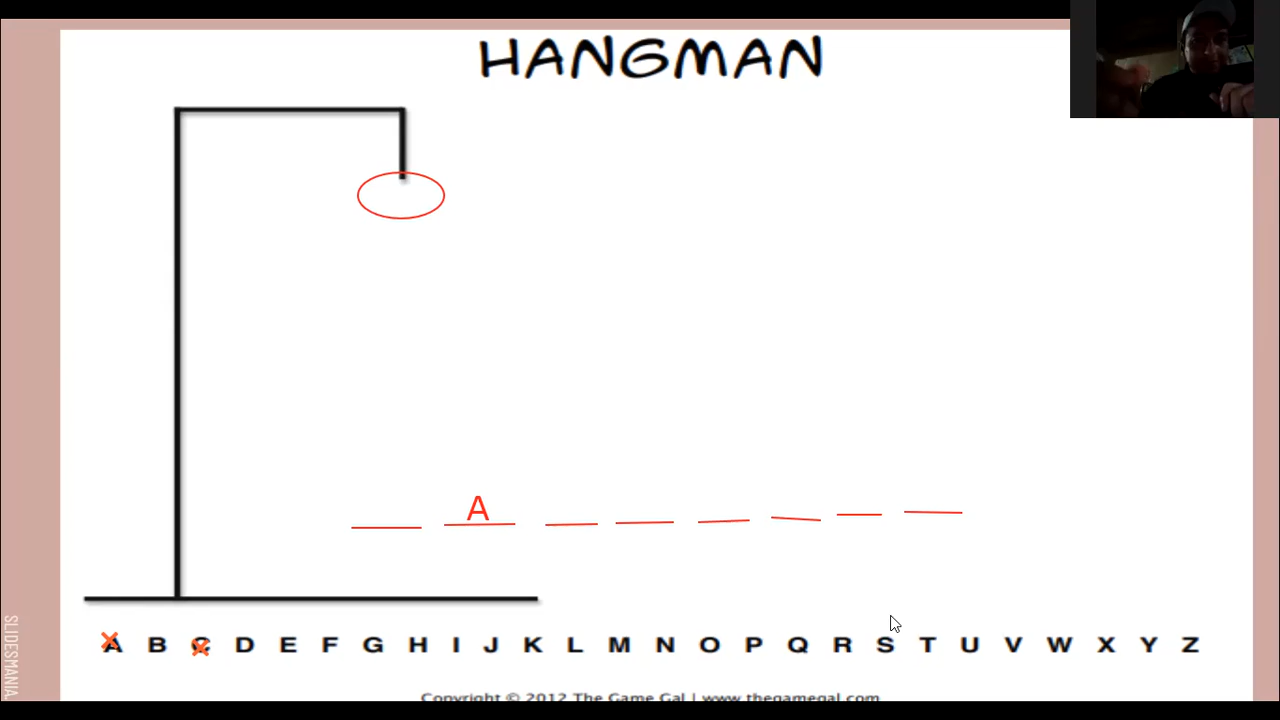 HANGMAN
A
A B C D E F G H I J K L M N O P Q R S T U V W X Y Z
Copyright © 2012 The Game Gal | www.thegamegal.com
SLIDESMANIA.